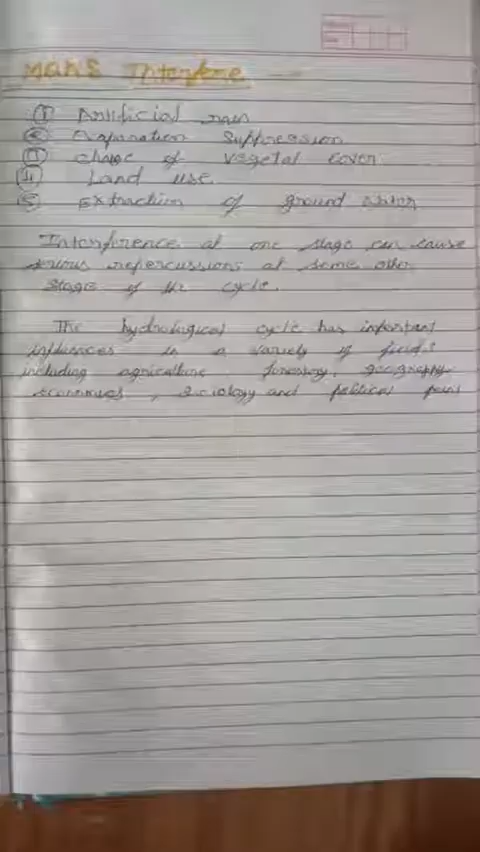 Mans Interfere
① Artificial rain
② Evaporation Suppression
③ Chage of vegetal cover
④ Land use.
⑤ Extraction of ground water
Interference at one stage can cause
serious repercussions at some other
stage of the cycle.
The hydrological cycle has important
influences in a variety of fields
including agriculture, forestry, geography
economics, sociology and political